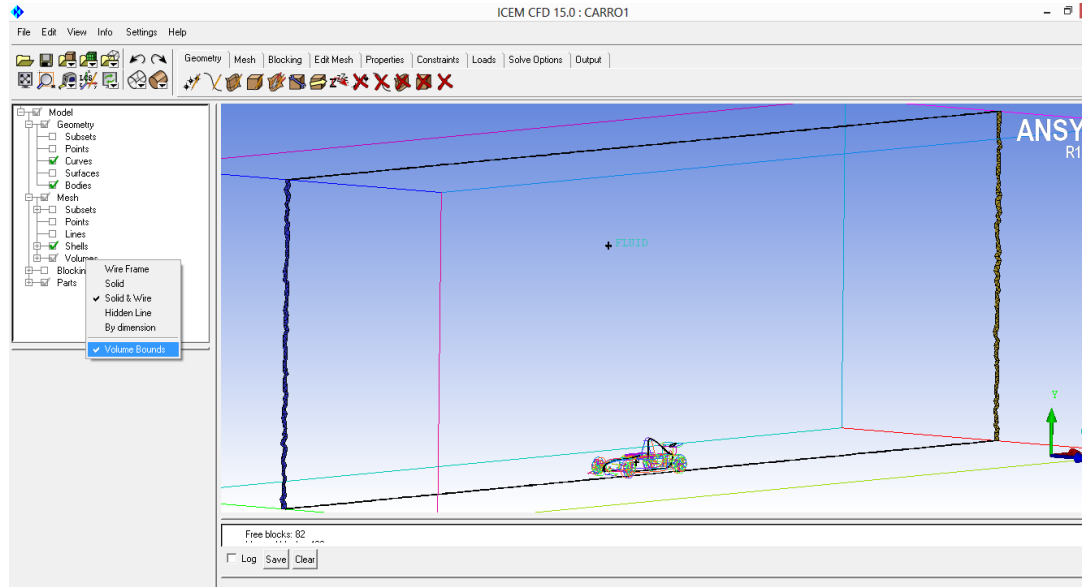 ICEM CFD 15.0 : CARRO1
File Edit View Info Settings Help
Geometry Mesh Blocking Edit Mesh Properties Constraints Loads Solve Options Output
Model
Geometry
Subsets
Points
Curves
Surfaces
Bodies
Mesh
Subsets
Points
Lines
Shells
Volumes
Blockin
Parts
Wire Frame
Solid
Solid & Wire
Hidden Line
By dimension
Volume Bounds
ANSY
R1
FLUID
Y
Free blocks: 82
Log Save Clear